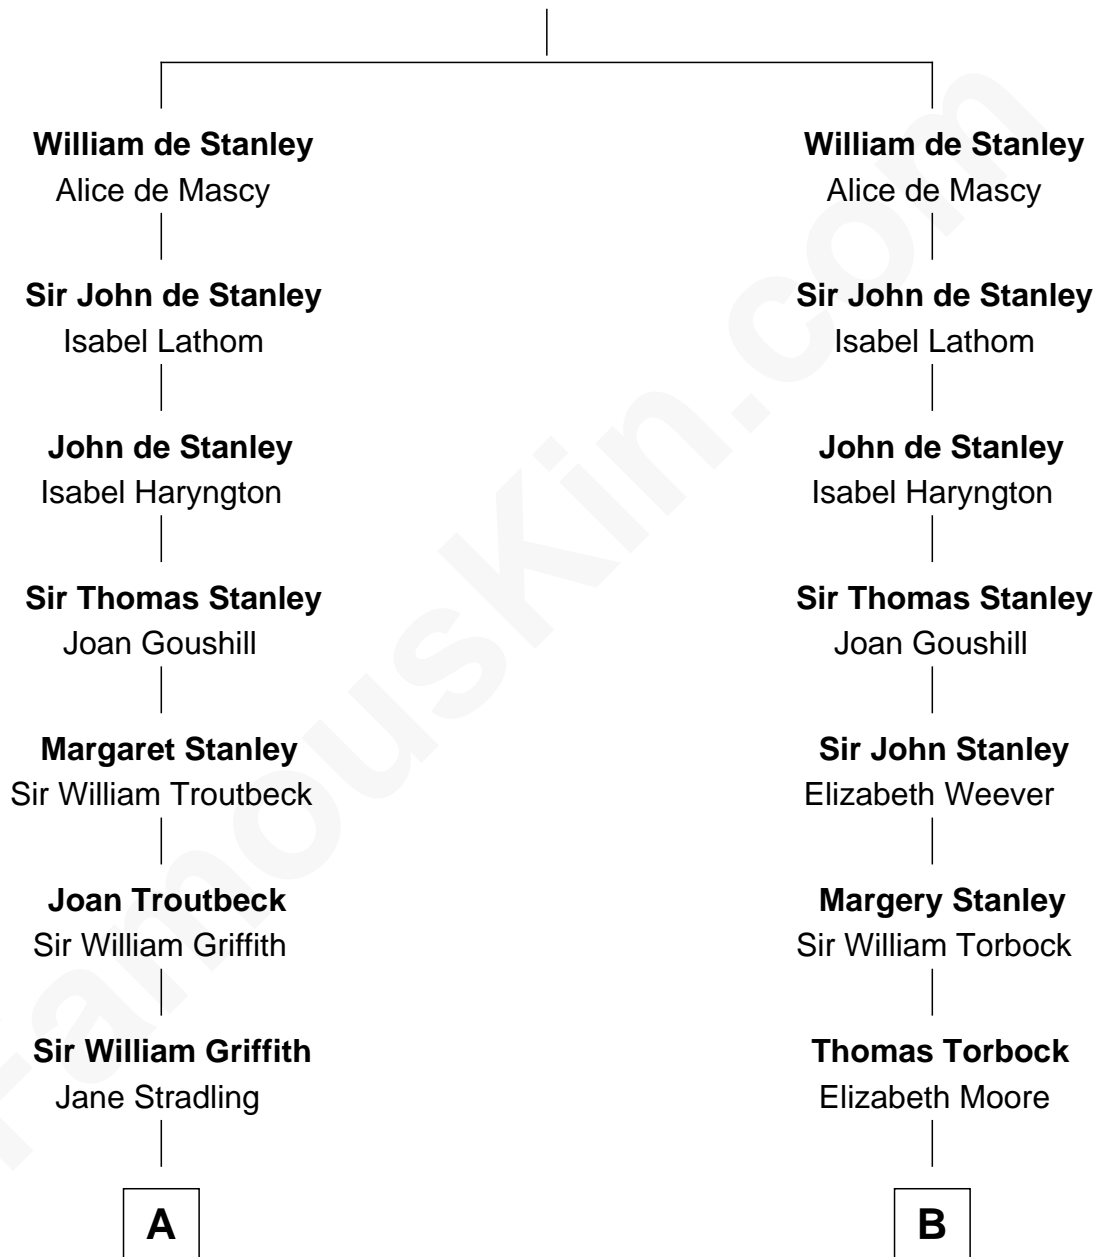 William de Stanley
Alice de Mascy
Sir John de Stanley
Isabel Lathom
John de Stanley
Isabel Haryngton
Sir Thomas Stanley
Joan Goushill
Margaret Stanley
Sir William Troutbeck
Joan Troutbeck
Sir William Griffith
Sir William Griffith
Jane Stradling
A
William de Stanley
Alice de Mascy
Sir John de Stanley
Isabel Lathom
John de Stanley
Isabel Haryngton
Sir Thomas Stanley
Joan Goushill
Sir John Stanley
Elizabeth Weever
Margery Stanley
Sir William Torbock
Thomas Torbock
Elizabeth Moore
B
FamousKin.com